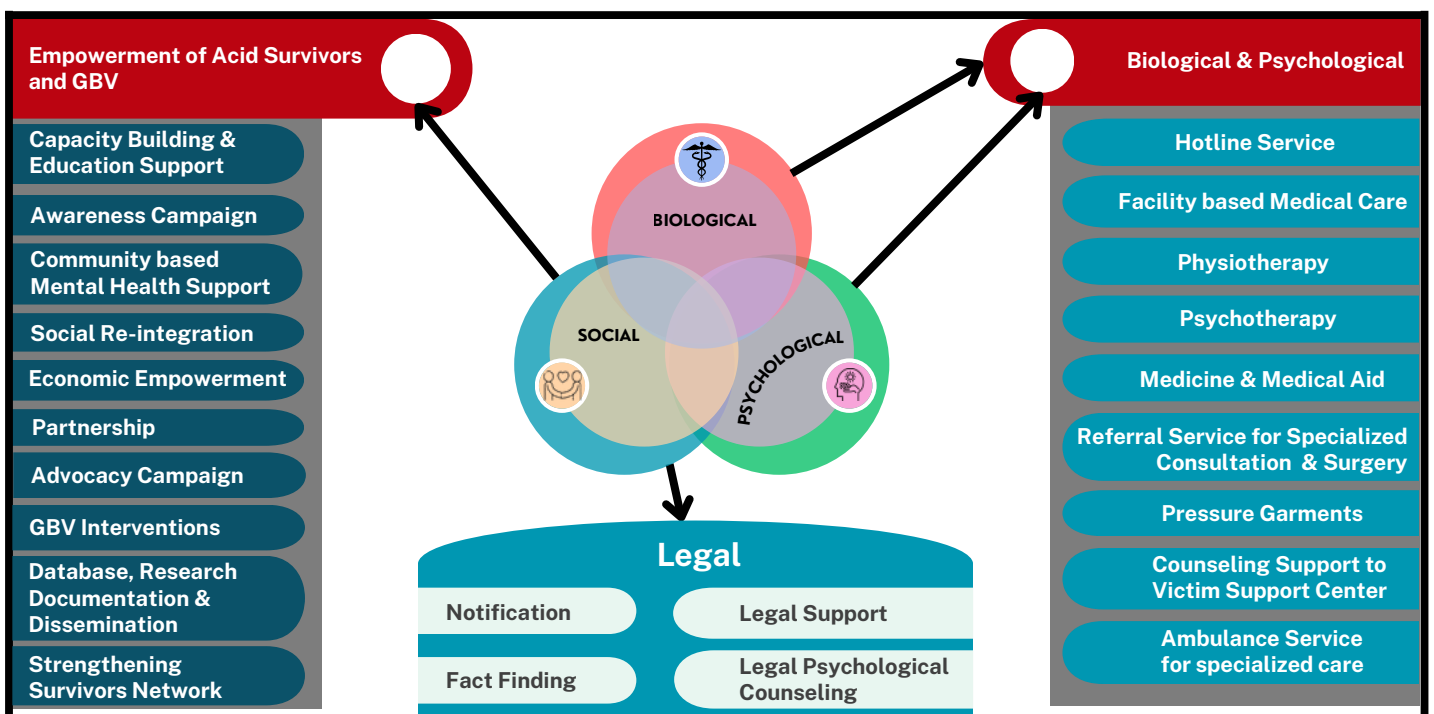 Empowerment of Acid Survivors
and GBV
Capacity Building &
Education Support
Awareness Campaign
Community based
Mental Health Support
Social Re-integration
Economic Empowerment
Partnership
Advocacy Campaign
GBV Interventions
Database, Research
Documentation &
Dissemination
Strengthening
Survivors Network
BIOLOGICAL
SOCIAL
PSYCHOLOGICAL
Legal
Notification
Legal Support
Fact Finding
Legal Psychological
Counseling
Biological & Psychological
Hotline Service
Facility based Medical Care
Physiotherapy
Psychotherapy
Medicine & Medical Aid
Referral Service for Specialized
Consultation & Surgery
Pressure Garments
Counseling Support to
Victim Support Center
Ambulance Service
for specialized care